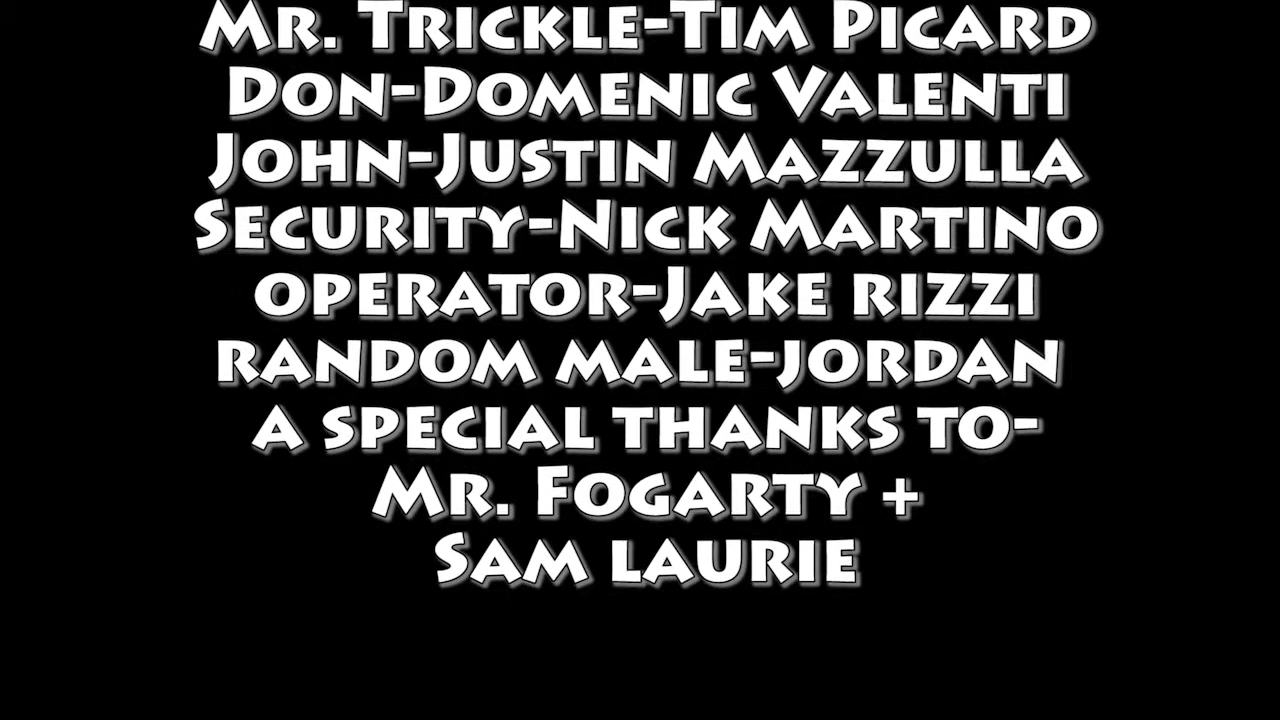 Mr. Trickle-Tim Picard
Don-Domenic Valenti
John-Justin Mazzulla
Security-Nick Martino
operator-Jake rizzi
random male-jordan
a special thanks to-
Mr. Fogarty +
Sam laurie